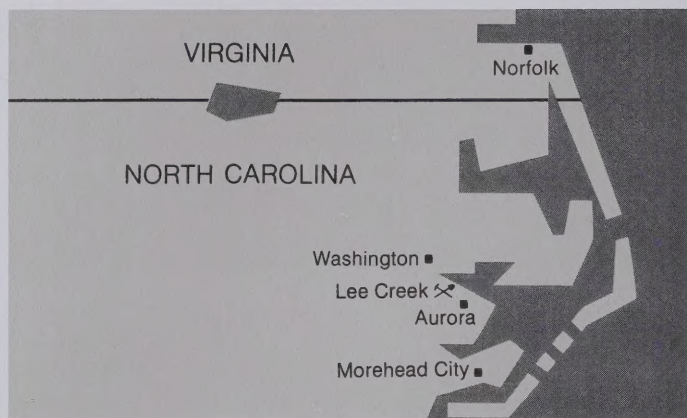 VIRGINIA
Norfolk
NORTH CAROLINA
Washington
Lee Creek
Aurora
Morehead City